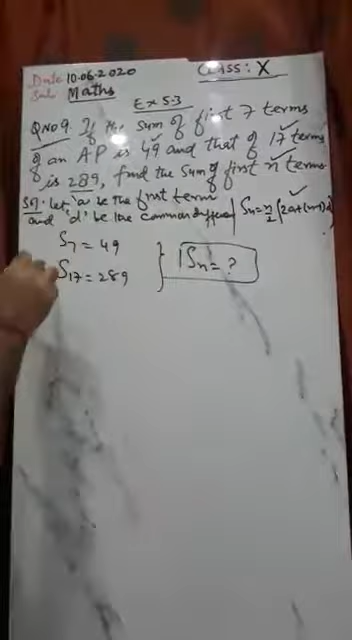 Date 10.06.2020 CLASS: X
Sub Maths
Ex 5.3
Q NO 9. If the sum of first 7 terms
of an A.P is 49 and that of 17 terms
is 289, find the sum of first n terms
Sol. Let 'a' be the first term
and 'd' be the common Sn = n/2 [2a+(n-1)d]
S7 = 49
Sn = ?
S17 = 289